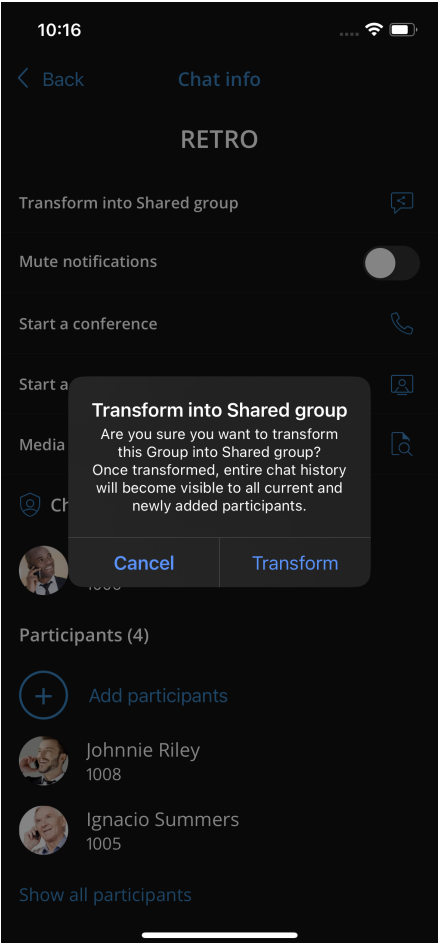 10:16
Back
Chat info
RETRO
Transform into Shared group
Mute notifications
Start a conference
Start a
Transform into Shared group
Are you sure you want to transform
this Group into Shared group?
Once transformed, entire chat history
will become visible to all current and
newly added participants.
Media
Cancel
Transform
Participants (4)
Add participants
Johnnie Riley
1008
Ignacio Summers
1005
Show all participants